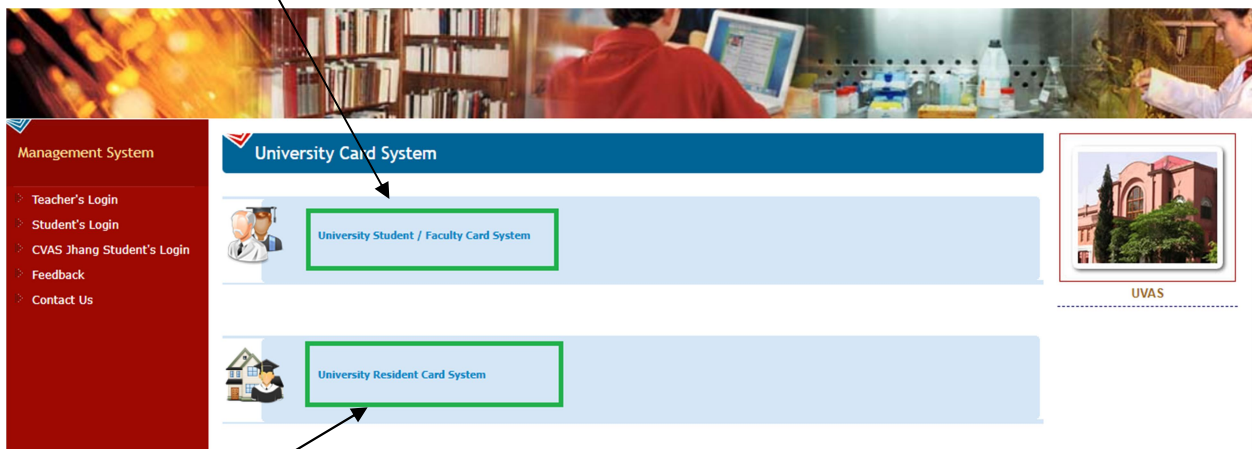 Management System
Teacher's Login
Student's Login
CVAS Jhang Student's Login
Feedback
Contact Us
University Card System
University Student / Faculty Card System
University Resident Card System
UVAS